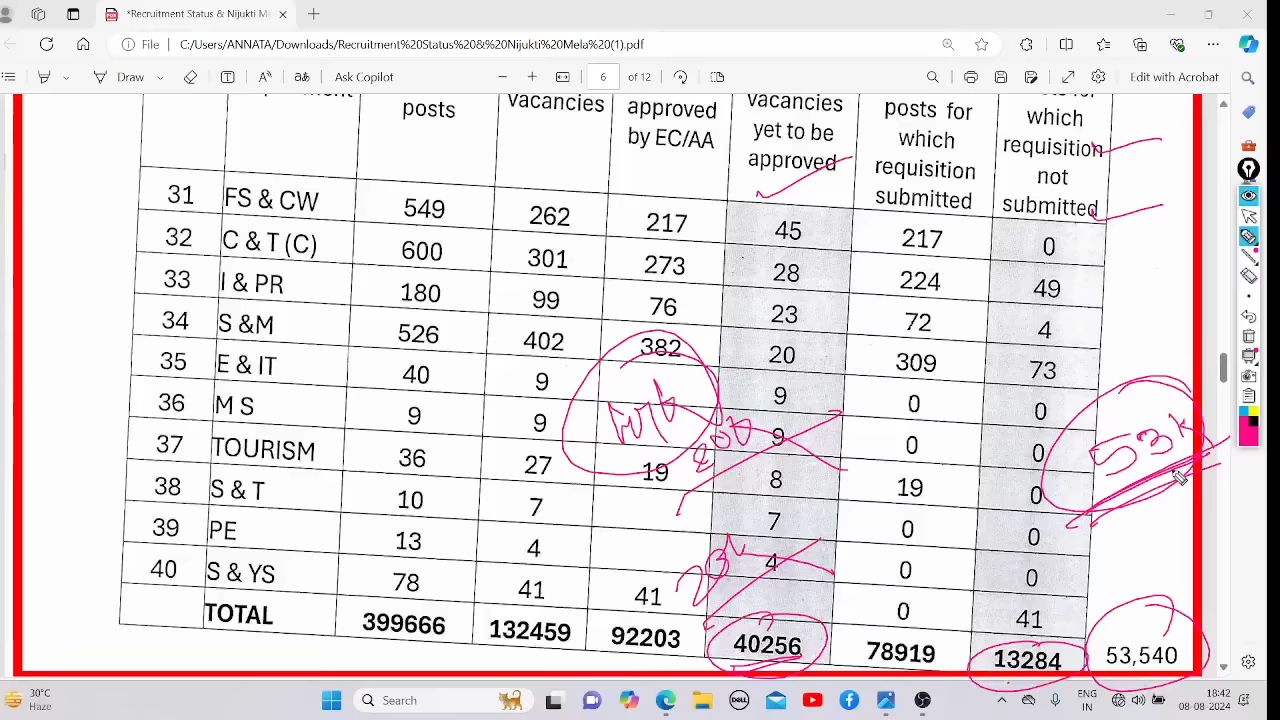 *Recruitment Status & Nijukti Me
File C:/Users/ANNATA/Downloads/Recruitment%20Status%20&%20Nijukti%20Mela%20(1).pdf
Draw Ask Copilot 6 of 12 Edit with Acrobat
posts vacancies approved by EC/AA vacancies yet to be approved posts for which requisition submitted which requisition not submitted
31 FS & CW 549 262 217 45 217 0
32 C & T (C) 600 301 273 28 224 49
33 I & PR 180 99 76 23 72 4
34 S &M 526 402 382 20 309 73
35 E & IT 40 9 9 0 0
36 M S 9 9 9 0 0
37 TOURISM 36 27 19 8 19 0
38 S & T 10 7 7 0 0
39 PE 13 4 4 0 0
40 S & YS 78 41 41 0 41
TOTAL 399666 132459 92203 40256 78919 13284 53,540
53K
30°C
Haze
Search
ENG
IN
18:42
08-08-2024